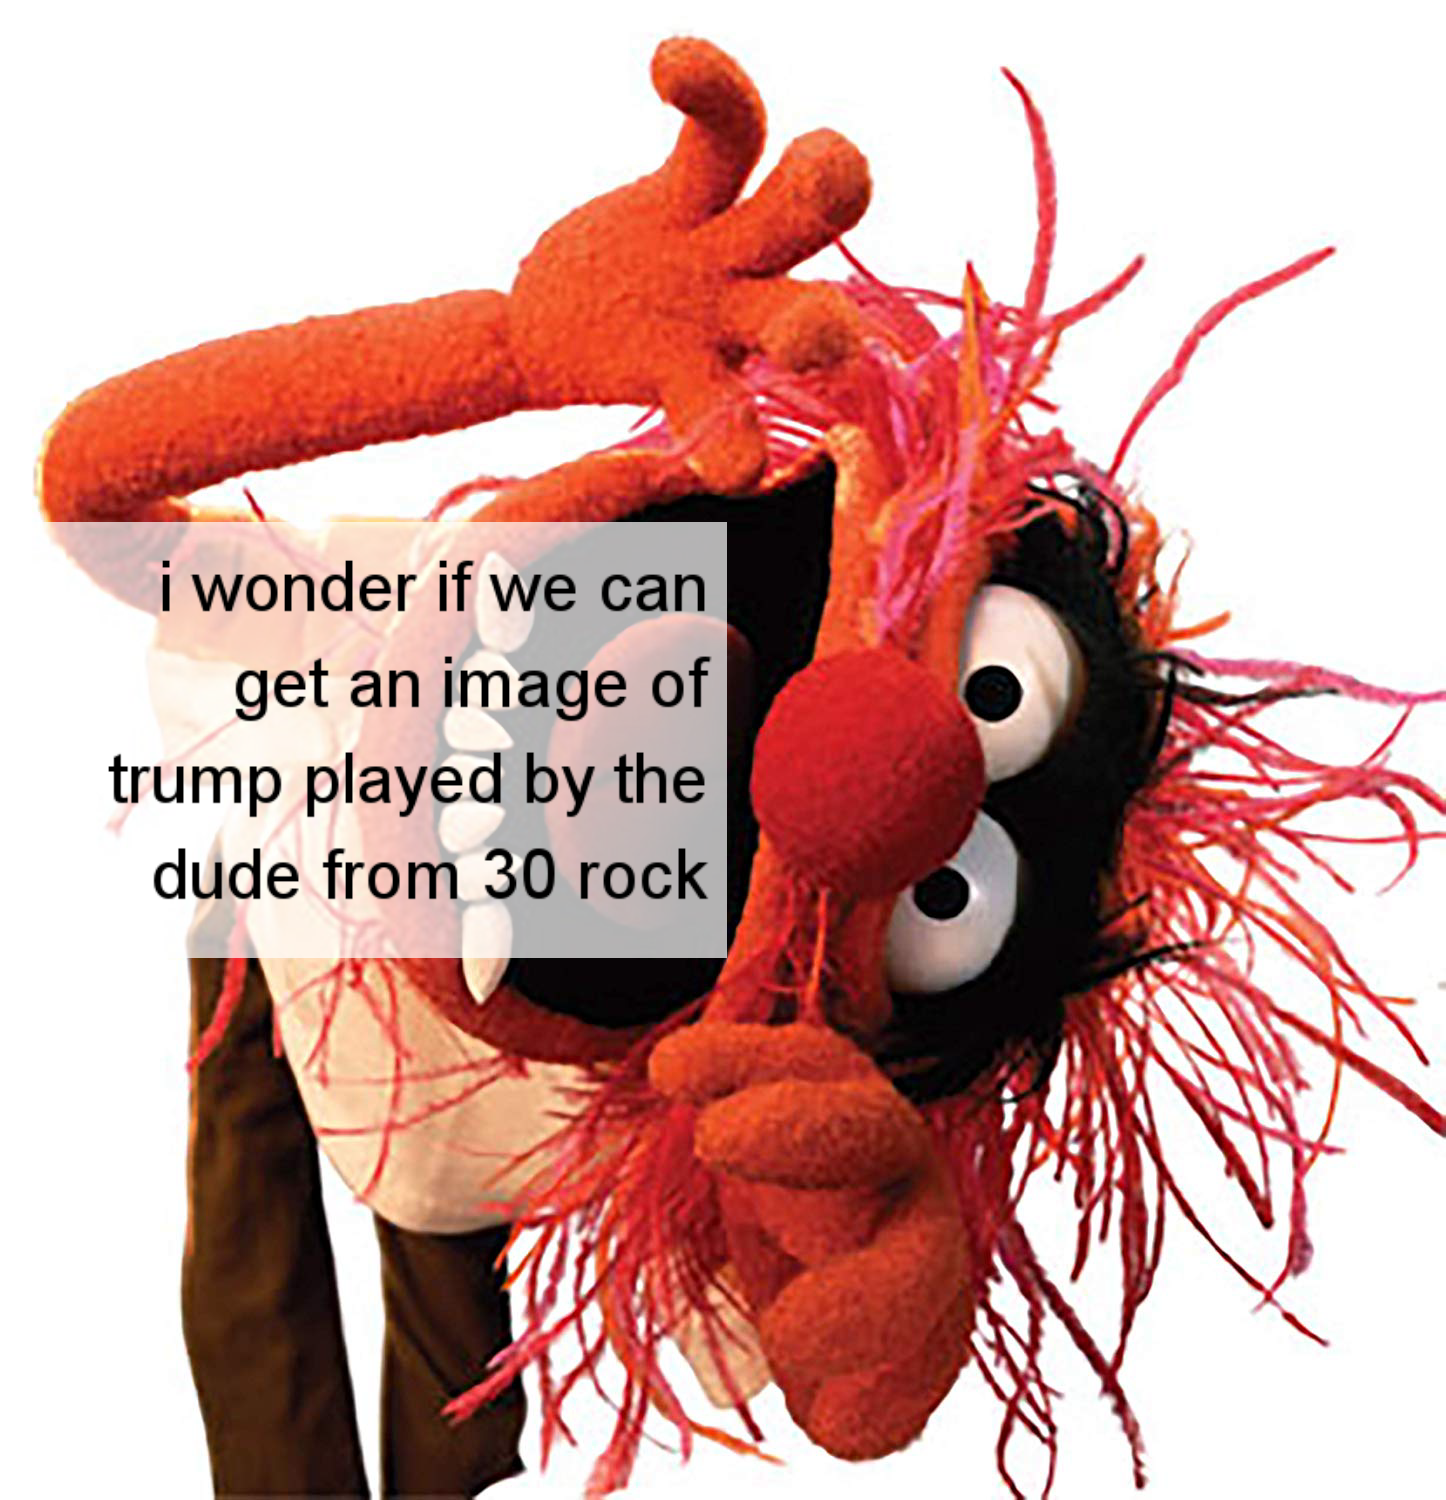 i wonder if we can
get an image of
trump played by the
dude from 30 rock